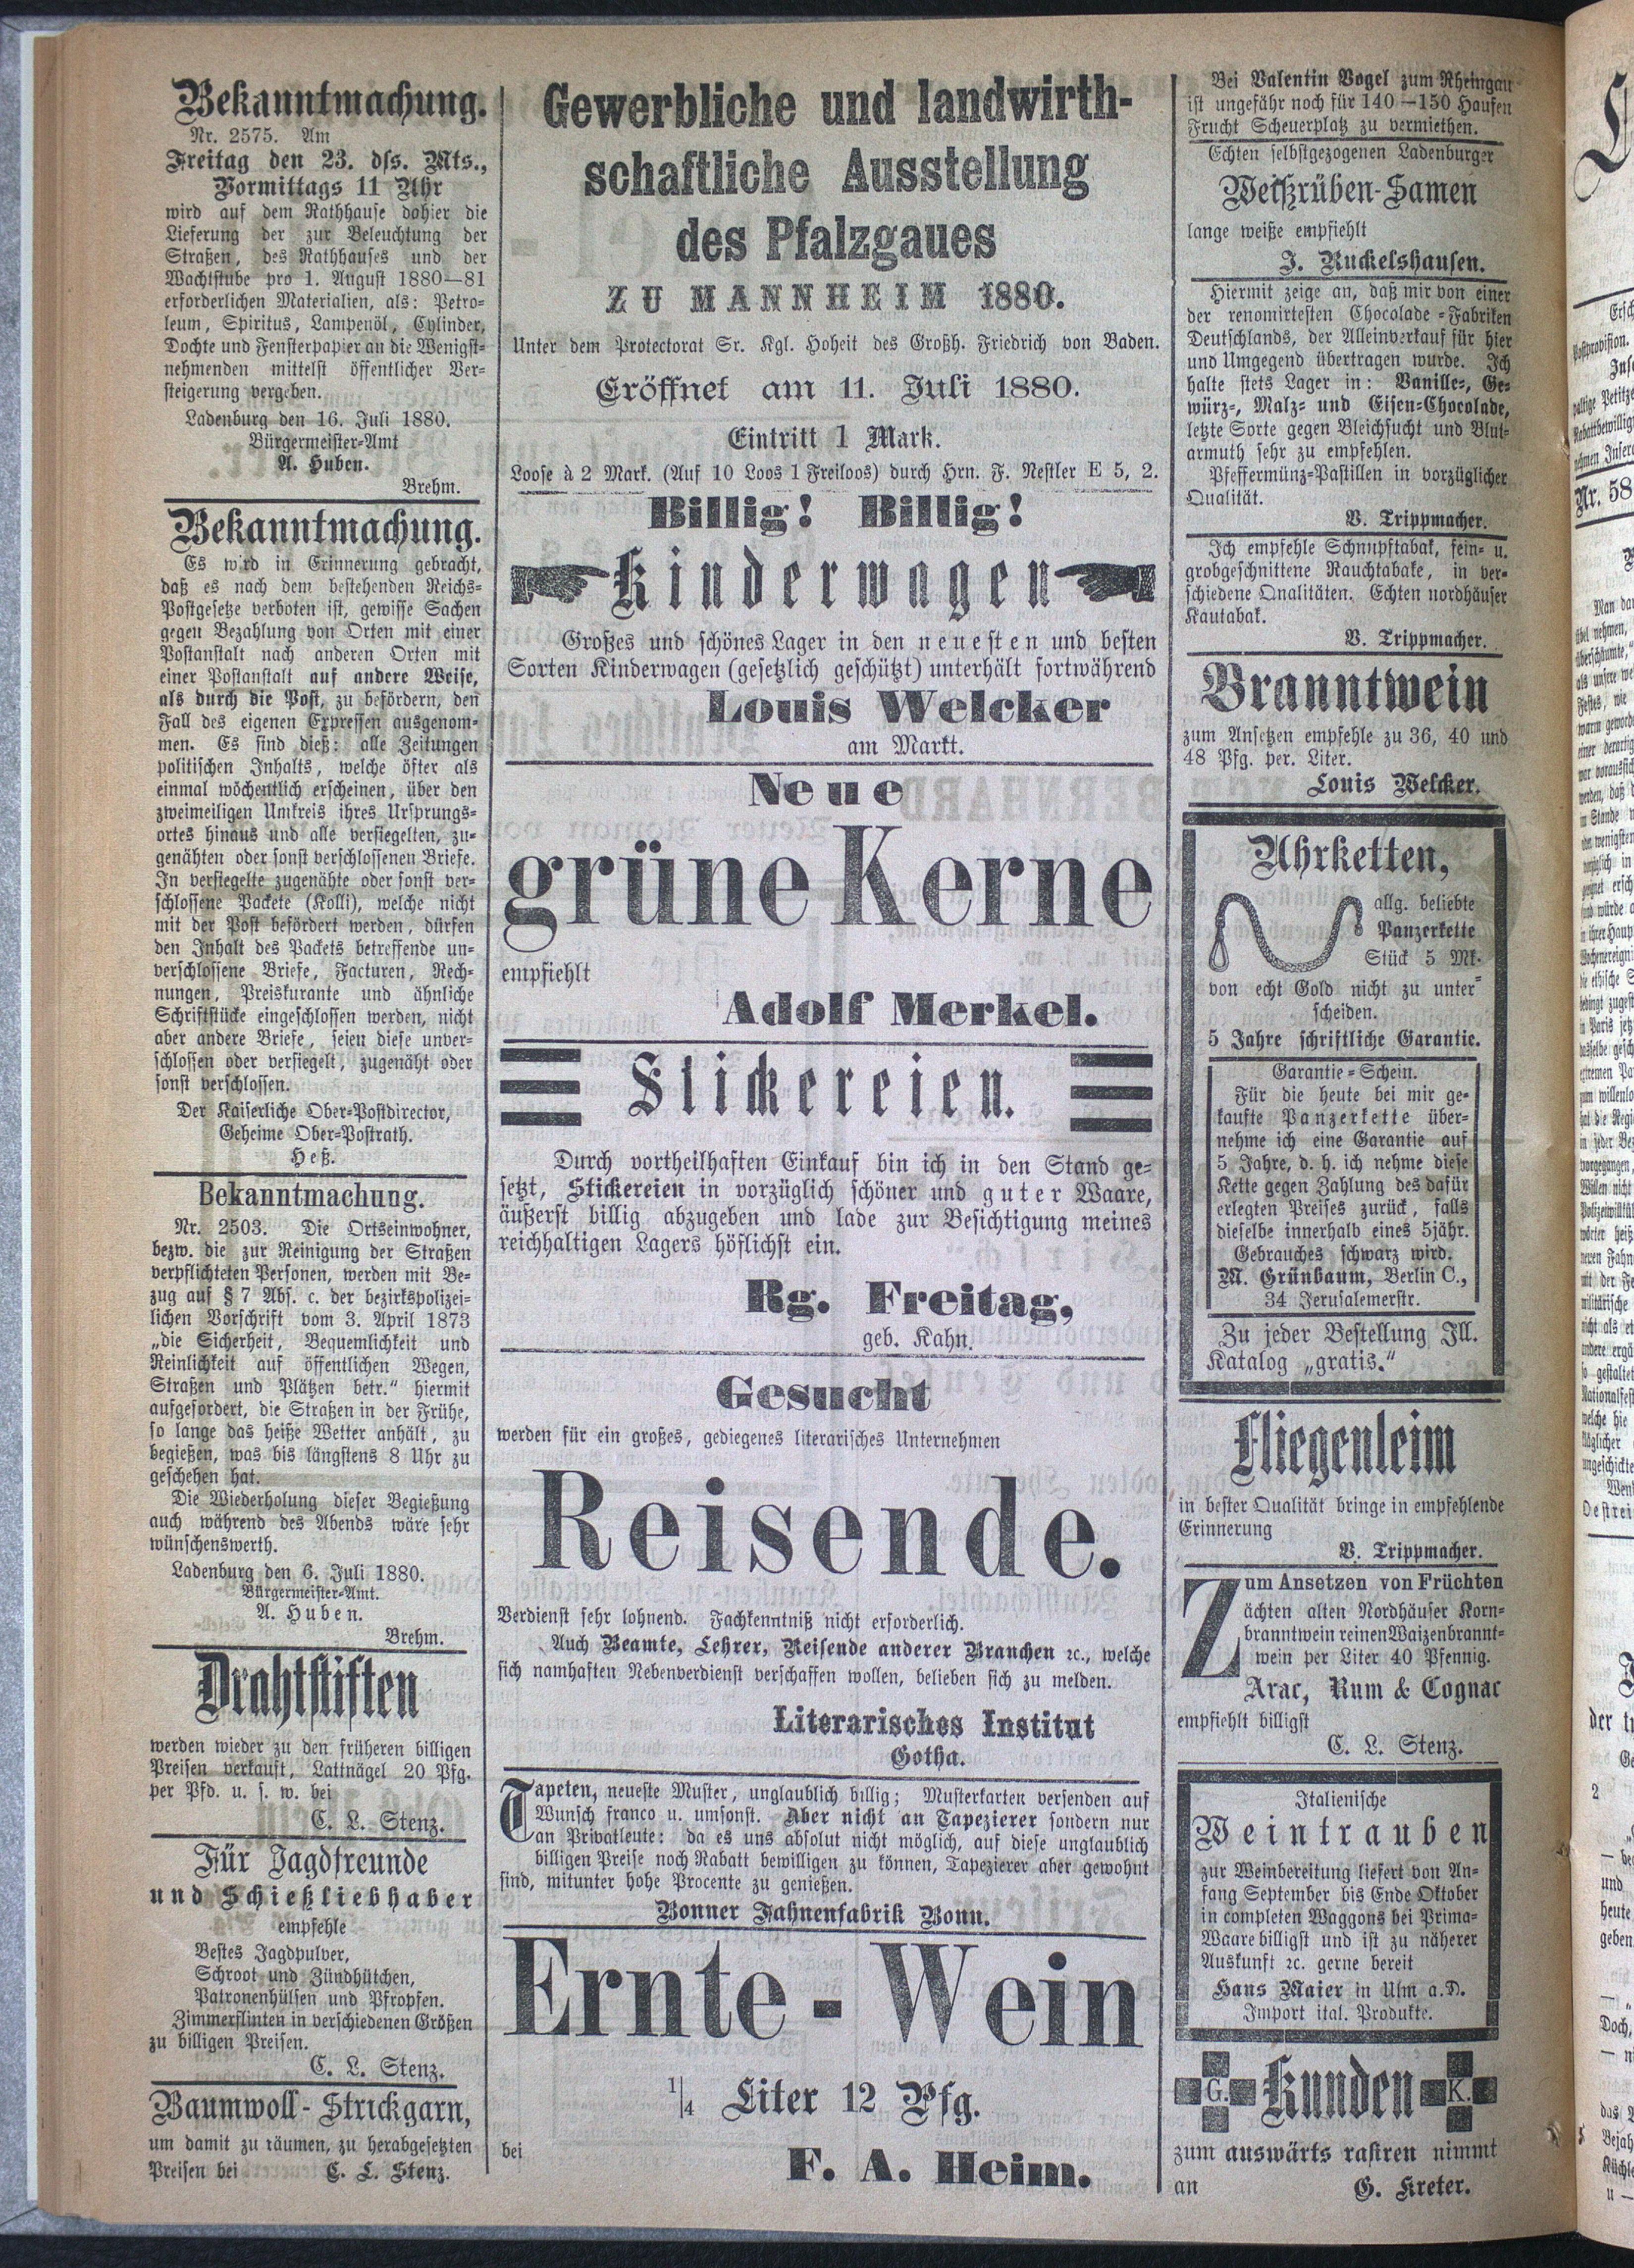 Bekanntmachung.
Nr. 2575. Am
Freitag den 23. dſs. Mts.,
Vormittags 11 Uhr
wird auf dem Rathhauſe dahier die
Lieferung der zur Beleuchtung der
Straßen, des Rathhauſes und der
Wachtſtube pro 1. Auguſt 1880—81
erforderlichen Materialien, als: Petro-
leum, Spiritus, Lampenöl, Cylinder,
Dochte und Fenſterpapier an die Wenigſt-
nehmenden mittelſt öffentlicher Ver-
ſteigerung vergeben.
Ladenburg den 16. Juli 1880.
Bürgermeiſter-Amt
A. Huben.
Brehm.
Bekanntmachung.
Es wird in Erinnerung gebracht,
daß es nach dem beſtehenden Reichs-
Poſtgeſetze verboten iſt, gewiſſe Sachen
gegen Bezahlung von Orten mit einer
Poſtanſtalt nach anderen Orten mit
einer Poſtanſtalt auf andere Weiſe,
als durch die Poſt, zu befördern, den
Fall des eigenen Expreſſen ausgenom-
men. Es ſind dieß: alle Zeitungen
politiſchen Inhalts, welche öfter als
einmal wöchentlich erſcheinen, über den
zweimeiligen Umkreis ihres Urſprungs-
ortes hinaus und alle verſiegelten, zu-
genähten oder ſonſt verſchloſſenen Briefe.
In verſiegelte zugenähte oder ſonſt ver-
ſchloſſene Packete (Kolli), welche nicht
mit der Poſt befördert werden, dürfen
den Inhalt des Packets betreffende un-
verſchloſſene Briefe, Facturen, Rech-
nungen, Preiskurante und ähnliche
Schriftſtücke eingeſchloſſen werden, nicht
aber andere Briefe, ſeien dieſe unver-
ſchloſſen oder verſiegelt, zugenäht oder
ſonſt verſchloſſen.
Der Kaiſerliche Ober-Poſtdirector,
Geheime Ober-Poſtrath.
Heß.
Bekanntmachung.
Nr. 2503. Die Ortseinwohner,
bezw. die zur Reinigung der Straßen
verpflichteten Perſonen, werden mit Be-
zug auf § 7 Abſ. c. der bezirkspolizei-
lichen Vorſchrift vom 3. April 1873
„die Sicherheit, Bequemlichkeit und
Reinlichkeit auf öffentlichen Wegen,
Straßen und Plätzen betr.“ hiermit
aufgefordert, die Straßen in der Frühe,
ſo lange das heiße Wetter anhält, zu
begießen, was bis längſtens 8 Uhr zu
geſchehen hat.
Die Wiederholung dieſer Begießung
auch während des Abends wäre ſehr
wünſchenswerth.
Ladenburg den 6. Juli 1880.
Bürgermeiſter-Amt.
A. Huben.
Brehm.
Drahtſtiften
werden wieder zu den früheren billigen
Preiſen verkauft, Lattnägel 20 Pfg.
per Pfd. u. ſ. w. bei
C. L. Stenz.
Für Jagdfreunde
und Schießliebhaber
empfehle
Beſtes Jagdpulver,
Schroot und Zündhütchen,
Patronenhülſen und Pfropfen.
Zimmerflinten in verſchiedenen Größen
zu billigen Preiſen.
C. L. Stenz.
Baumwoll-Strickgarn,
um damit zu räumen, zu herabgeſetzten
Preiſen bei C. L. Stenz.
Gewerbliche und landwirth-
schaftliche Ausstellung
des Pfalzgaues
ZU MANNHEIM 1880.
Unter dem Protectorat Sr. Kgl. Hoheit des Großh. Friedrich von Baden.
Eröffnet am 11. Juli 1880.
Eintritt 1 Mark.
Looſe à 2 Mark. (Auf 10 Loos 1 Freiloos) durch Hrn. F. Neſtler E 5, 2.
Billig! Billig!
Kinderwagen
Großes und ſchönes Lager in den neueſten und beſten
Sorten Kinderwagen (geſetzlich geſchützt) unterhält fortwährend
Louis Welcker
am Markt.
Neue
grüne Kerne
empfiehlt
Adolf Merkel.
Stickereien.
Durch vortheilhaften Einkauf bin ich in den Stand ge-
ſetzt, Stickereien in vorzüglich ſchöner und guter Waare,
äußerſt billig abzugeben und lade zur Beſichtigung meines
reichhaltigen Lagers höflichſt ein.
Rg. Freitag,
geb. Kahn.
Gesucht
werden für ein großes, gediegenes literariſches Unternehmen
Reisende.
Verdienſt ſehr lohnend. Fachkenntniß nicht erforderlich.
Auch Beamte, Lehrer, Reiſende anderer Branchen ꝛc., welche
ſich namhaften Nebenverdienſt verſchaffen wollen, belieben ſich zu melden.
Literarisches Institut
Gotha.
Tapeten, neueſte Muſter, unglaublich billig; Muſterkarten verſenden auf
Wunſch franco u. umſonſt. Aber nicht an Tapezierer ſondern nur
an Privatleute: da es uns abſolut nicht möglich, auf dieſe unglaublich
billigen Preiſe noch Rabatt bewilligen zu können, Tapezierer aber gewohnt
ſind, mitunter hohe Procente zu genießen.
Bonner Fahnenfabrik Bonn.
Ernte-Wein
1/4 Liter 12 Pfg.
bei
F. A. Heim.
Bei Valentin Vogel zum Rheingau
iſt ungefähr noch für 140—150 Haufen
Frucht Scheuerplatz zu vermiethen.
Echten ſelbſtgezogenen Ladenburger
Weißrüben-Samen
lange weiße empfiehlt
J. Ruckelshauſen.
Hiermit zeige an, daß mir von einer
der renomirteſten Chocolade-Fabriken
Deutſchlands, der Alleinverkauf für hier
und Umgegend übertragen wurde. Ich
halte ſtets Lager in: Vanille-, Ge-
würz-, Malz- und Eiſen-Chocolade,
letzte Sorte gegen Bleichſucht und Blut-
armuth ſehr zu empfehlen.
Pfeffermünz-Paſtillen in vorzüglicher
Qualität.
V. Trippmacher.
Ich empfehle Schnupftabak, fein- u.
grobgeſchnittene Rauchtabake, in ver-
ſchiedene Qnalitäten. Echten nordhäuſer
Kautabak.
V. Trippmacher.
Branntwein
zum Anſetzen empfehle zu 36, 40 und
48 Pfg. per. Liter.
Louis Welcker.
Uhrketten,
allg. beliebte
Panzerkette
Stück 5 Mk.
von echt Gold nicht zu unter-
ſcheiden.
5 Jahre ſchriftliche Garantie.
Garantie-Schein.
Für die heute bei mir ge-
kaufte Panzerkette über-
nehme ich eine Garantie auf
5 Jahre, d. h. ich nehme dieſe
Kette gegen Zahlung des dafür
erlegten Preiſes zurück, falls
dieſelbe innerhalb eines 5jähr.
Gebrauches ſchwarz wird.
M. Grünbaum, Berlin C.,
34 Jeruſalemerſtr.
Zu jeder Beſtellung Ill.
Katalog „gratis.“
Fliegenleim
in beſter Qualität bringe in empfehlende
Erinnerung
V. Trippmacher.
Zum Ansetzen von Früchten
ächten alten Nordhäuſer Korn-
branntwein reinen Waizenbrannt-
wein per Liter 40 Pfennig.
Arac, Rum & Cognac
empfiehlt billigſt
C. L. Stenz.
Italieniſche
Weintrauben
zur Weinbereitung liefert von An-
fang September bis Ende Oktober
in completen Waggons bei Prima-
Waare billigſt und iſt zu näherer
Auskunft ꝛc. gerne bereit
Hans Maier in Ulm a. D.
Import ital. Produkte.
G. Kunden K.
zum auswärts raſiren nimmt
an G. Kreter.
Nr. 58